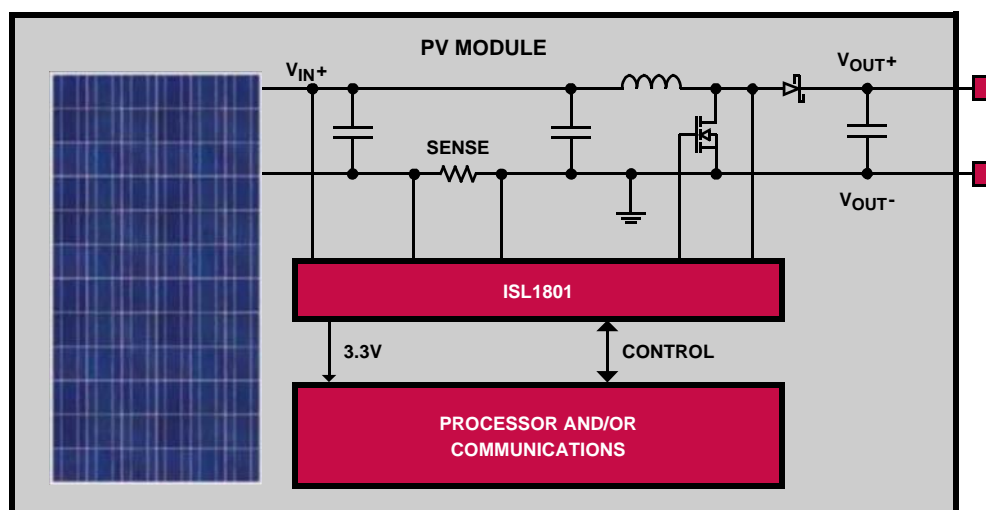 PV MODULE
VIN+
VOUT+
SENSE
VOUT-
ISL1801
3.3V
CONTROL
PROCESSOR AND/OR
COMMUNICATIONS